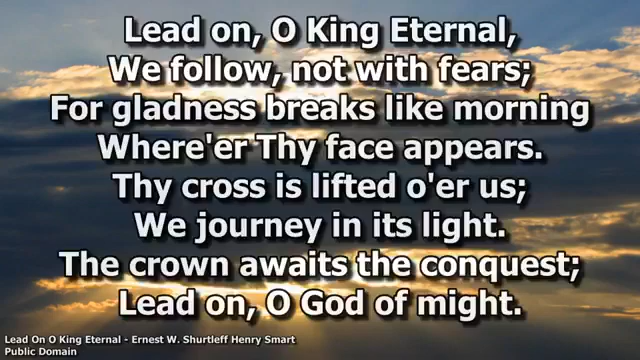 Lead on, O King Eternal,
We follow, not with fears;
For gladness breaks like morning
Where'er Thy face appears.
Thy cross is lifted o'er us;
We journey in its light.
The crown awaits the conquest;
Lead on, O God of might.
Lead On O King Eternal - Ernest W. Shurtleff Henry Smart
Public Domain